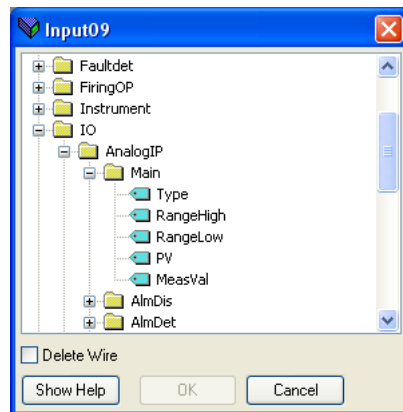 Input09
Faultdet
FiringOP
Instrument
IO
AnalogIP
Main
Type
RangeHigh
RangeLow
PV
MeasVal
AlmDis
AlmDet
Delete Wire
Show Help OK Cancel